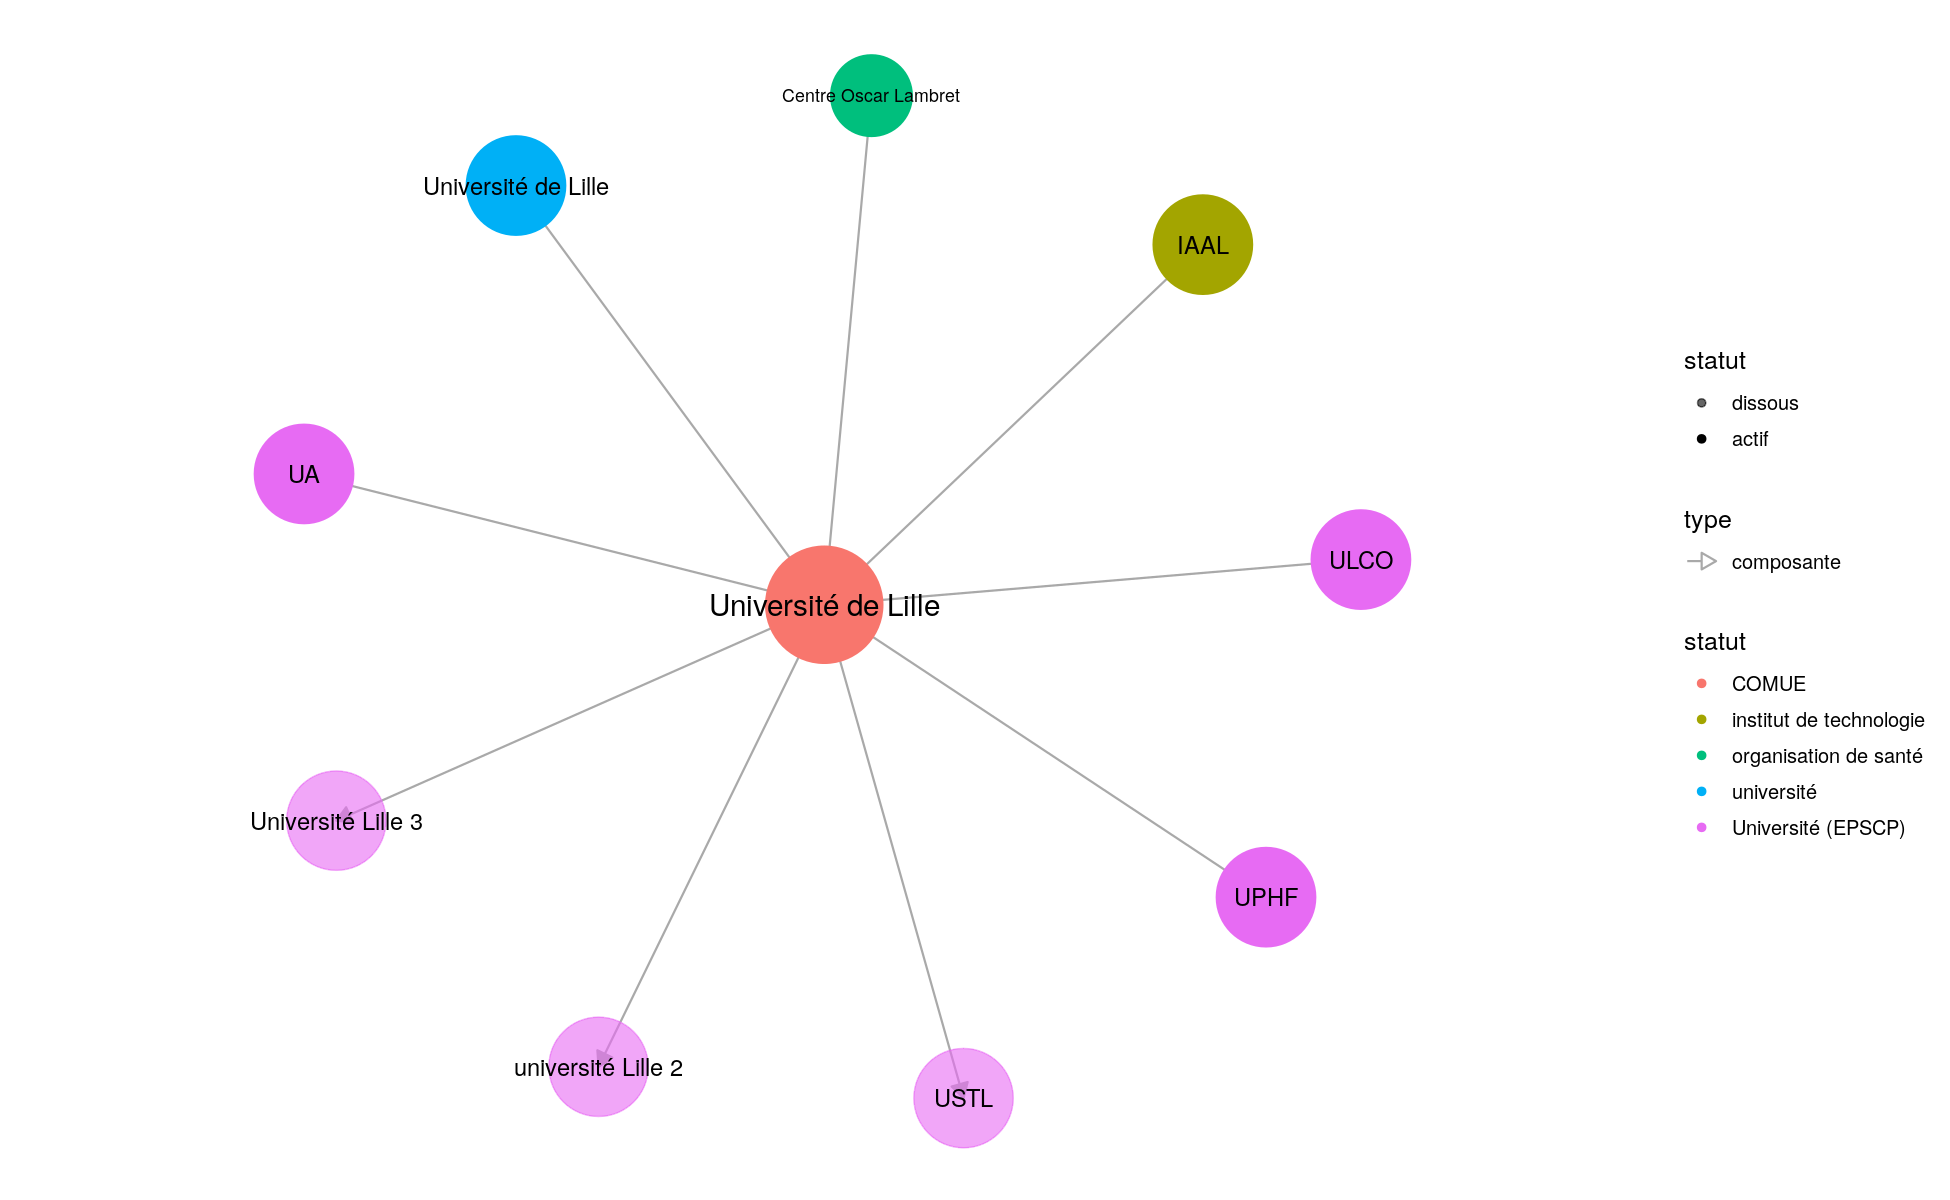 Centre Oscar Lambret
Université de Lille
IAAL
UA
ULCO
Université de Lille
Université Lille 3
UPHF
université Lille 2
USTL
statut
dissous
actif
type
composante
statut
COMUE
institut de technologie
organisation de santé
université
Université (EPSCP)